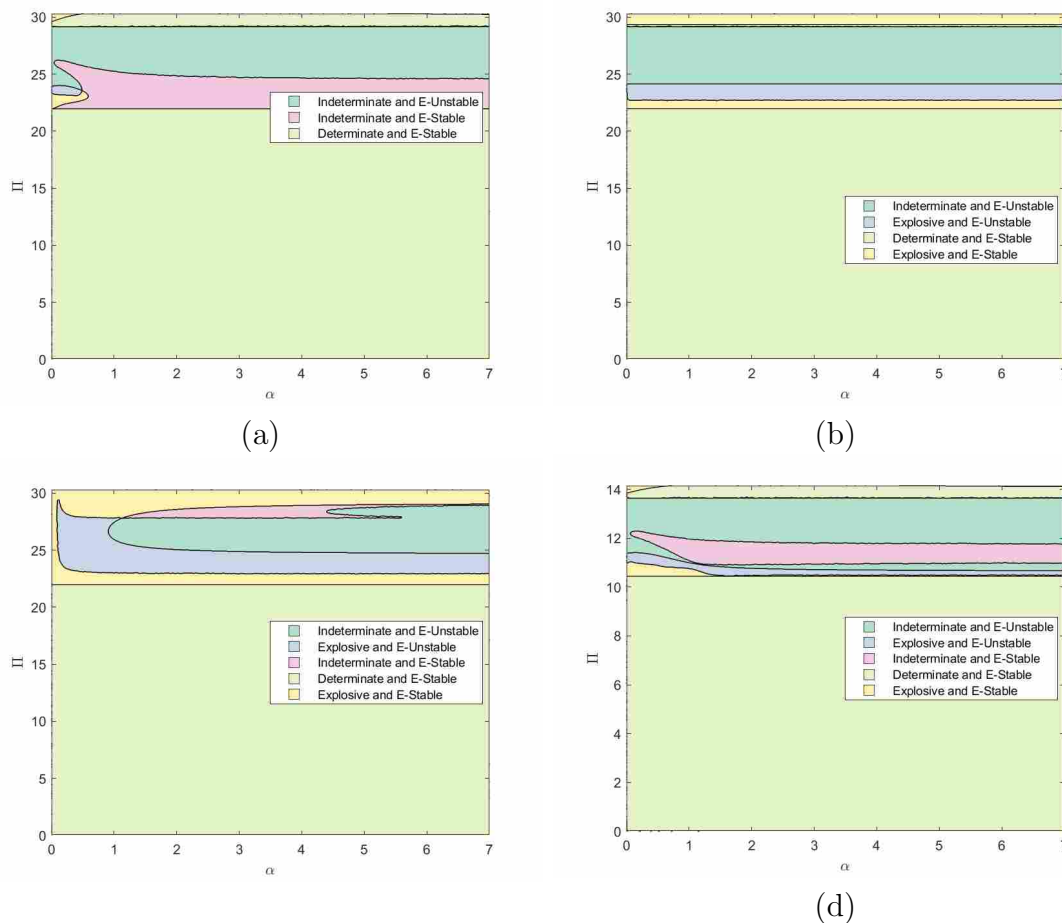 30
25
20
15
10
5
0
Π
Indeterminate and E-Unstable
Indeterminate and E-Stable
Determinate and E-Stable
0 1 2 3 4 5 6 7
α
(a)
30
25
20
15
10
5
0
Π
Indeterminate and E-Unstable
Explosive and E-Unstable
Determinate and E-Stable
Explosive and E-Stable
0 1 2 3 4 5 6 7
α
(b)
30
25
20
15
10
5
0
Π
Indeterminate and E-Unstable
Explosive and E-Unstable
Indeterminate and E-Stable
Determinate and E-Stable
Explosive and E-Stable
0 1 2 3 4 5 6 7
α
14
12
10
8
6
4
2
0
Π
Indeterminate and E-Unstable
Explosive and E-Unstable
Indeterminate and E-Stable
Determinate and E-Stable
Explosive and E-Stable
0 1 2 3 4 5 6 7
α
(d)